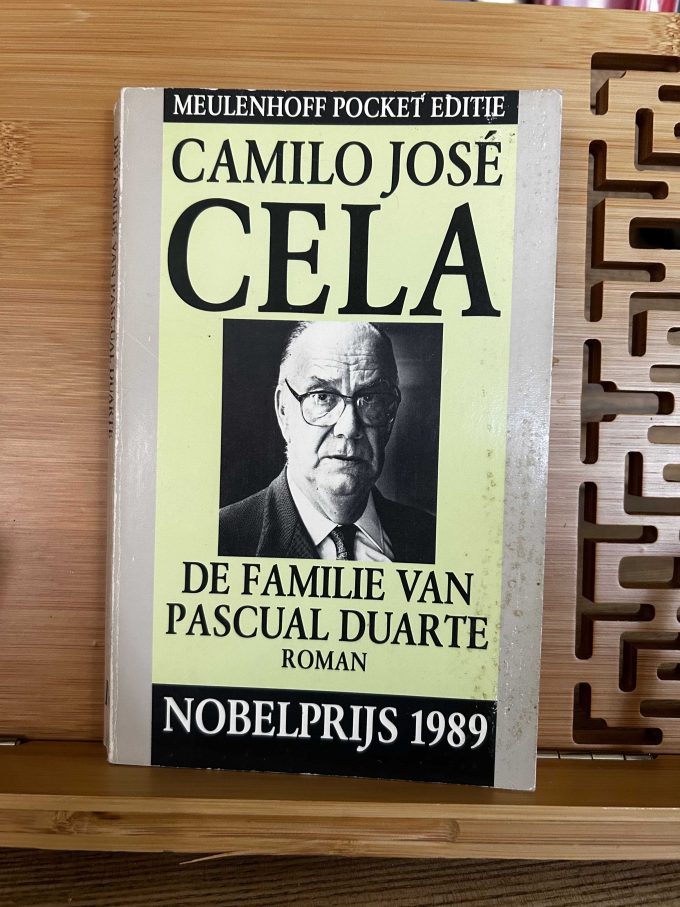 MEULENHOFF POCKET EDITIE
CAMILO JOSÉ
CELA
DE FAMILIE VAN
PASCUAL DUARTE
ROMAN
NOBELPRIJS 1989